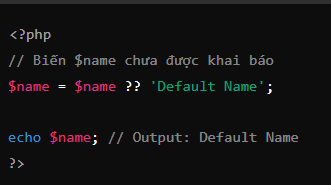 <?php
// Biến $name chưa được khai báo
$name = $name ?? 'Default Name';
echo $name; // Output: Default Name
?>